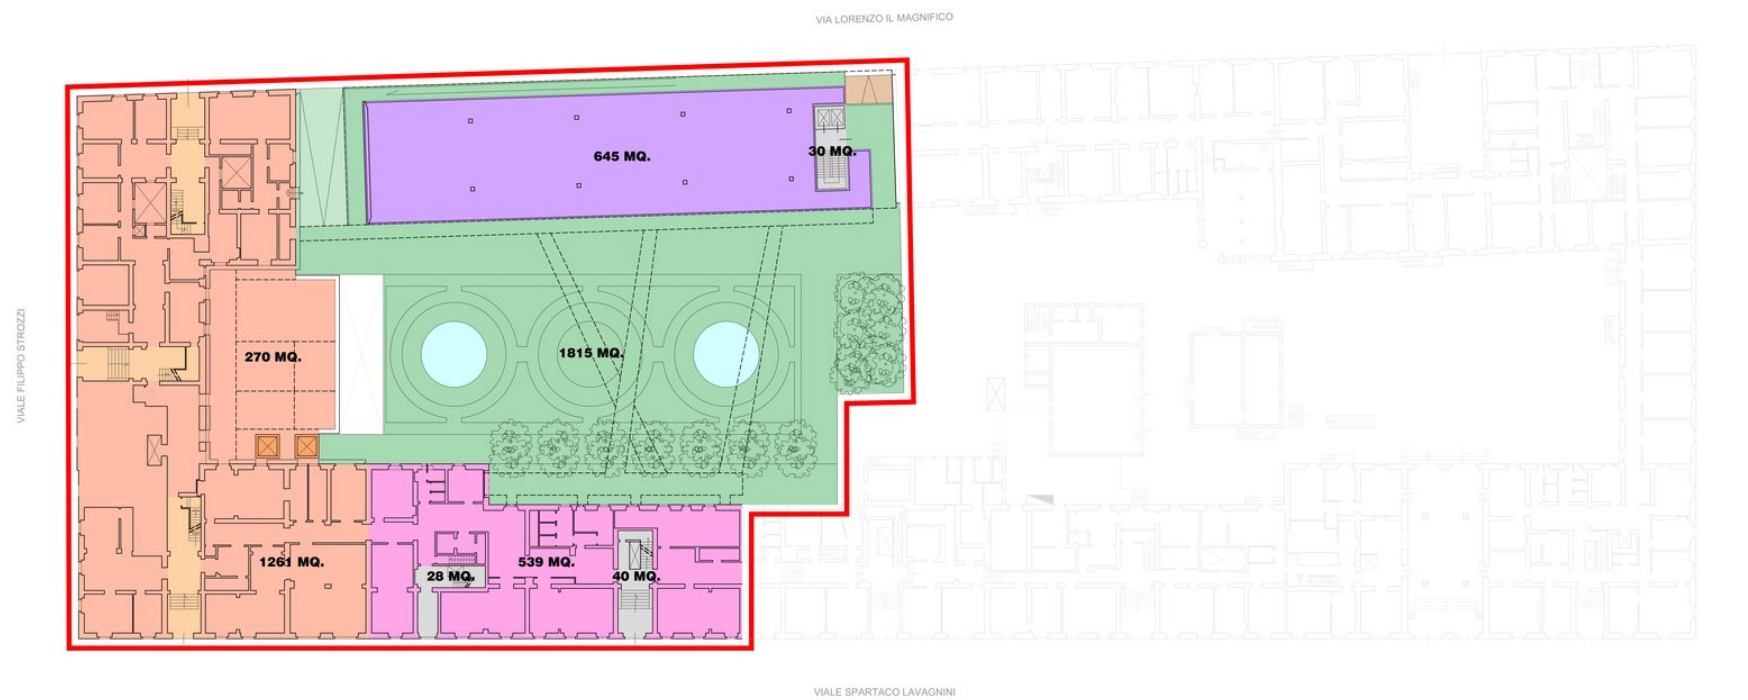 VIA LORENZO IL MAGNIFICO
645 MQ.
30 MQ.
VIALE FILIPPO STROZZI
270 MQ.
1815 MQ.
1261 MQ.
28 MQ.
539 MQ.
40 MQ.
VIALE SPARTACO LAVAGNINI